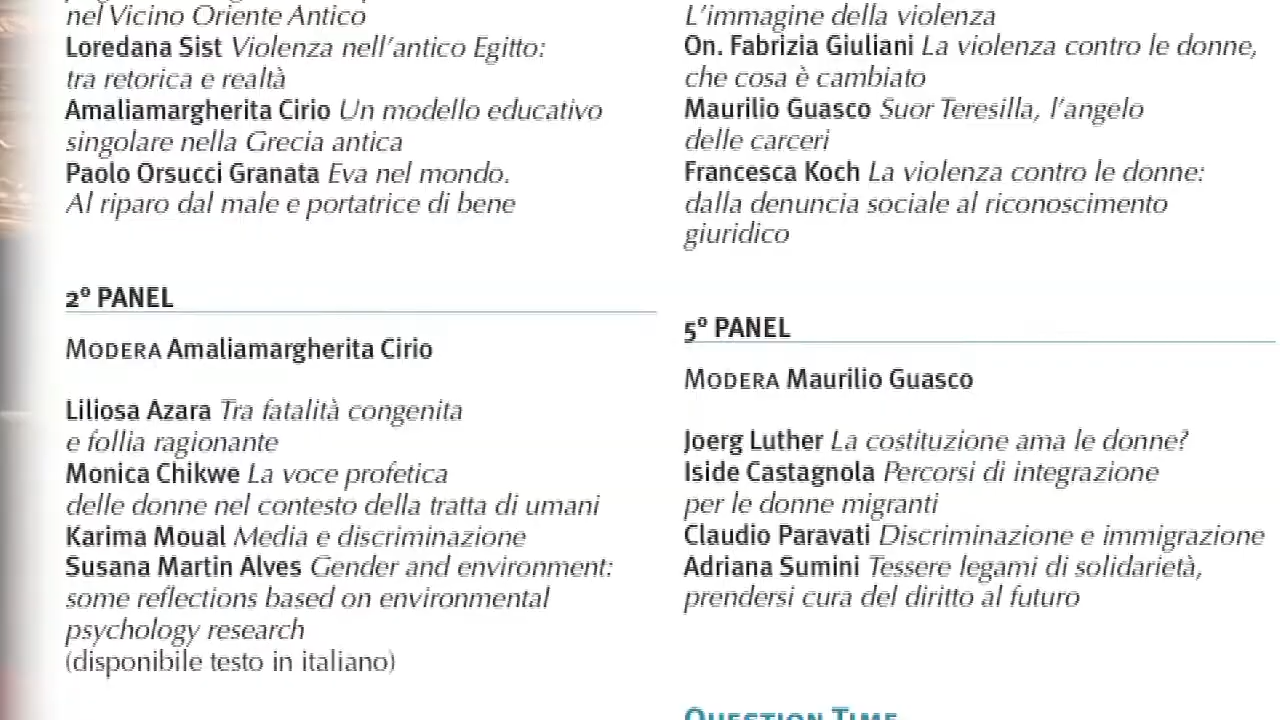 nel Vicino Oriente Antico
Loredana Sist Violenza nell'antico Egitto:
tra retorica e realtà
Amaliamargherita Cirio Un modello educativo
singolare nella Grecia antica
Paolo Orsucci Granata Eva nel mondo.
Al riparo dal male e portatrice di bene
2° PANEL
MODERA Amaliamargherita Cirio
Liliosa Azara Tra fatalità congenita
e follia ragionante
Monica Chikwe La voce profetica
delle donne nel contesto della tratta di umani
Karima Moual Media e discriminazione
Susana Martin Alves Gender and environment:
some reflections based on environmental
psychology research
(disponibile testo in italiano)
L'immagine della violenza
On. Fabrizia Giuliani La violenza contro le donne,
che cosa è cambiato
Maurilio Guasco Suor Teresilla, l'angelo
delle carceri
Francesca Koch La violenza contro le donne:
dalla denuncia sociale al riconoscimento
giuridico
5° PANEL
MODERA Maurilio Guasco
Joerg Luther La costituzione ama le donne?
Iside Castagnola Percorsi di integrazione
per le donne migranti
Claudio Paravati Discriminazione e immigrazione
Adriana Sumini Tessere legami di solidarietà,
prendersi cura del diritto al futuro
QUESTION TIME